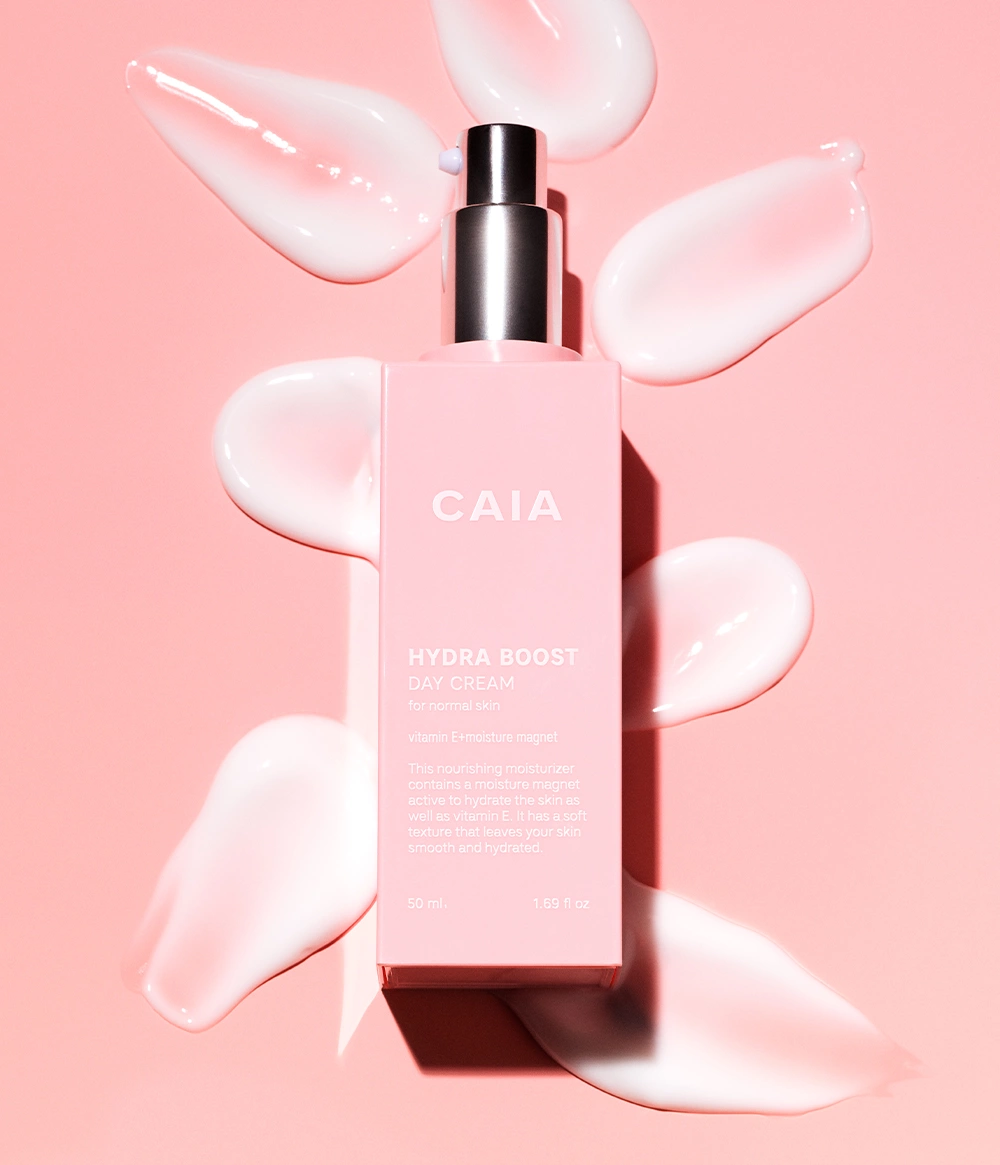 CAIA
HYDRA BOOST
DAY CREAM
for normal skin
vitamin E+moisture magnet
This nourishing moisturizer
contains a moisture magnet
active to hydrate the skin as
well as vitamin E. It has a soft
texture that leaves your skin
smooth and hydrated.
50 ml℮ 1.69 fl oz